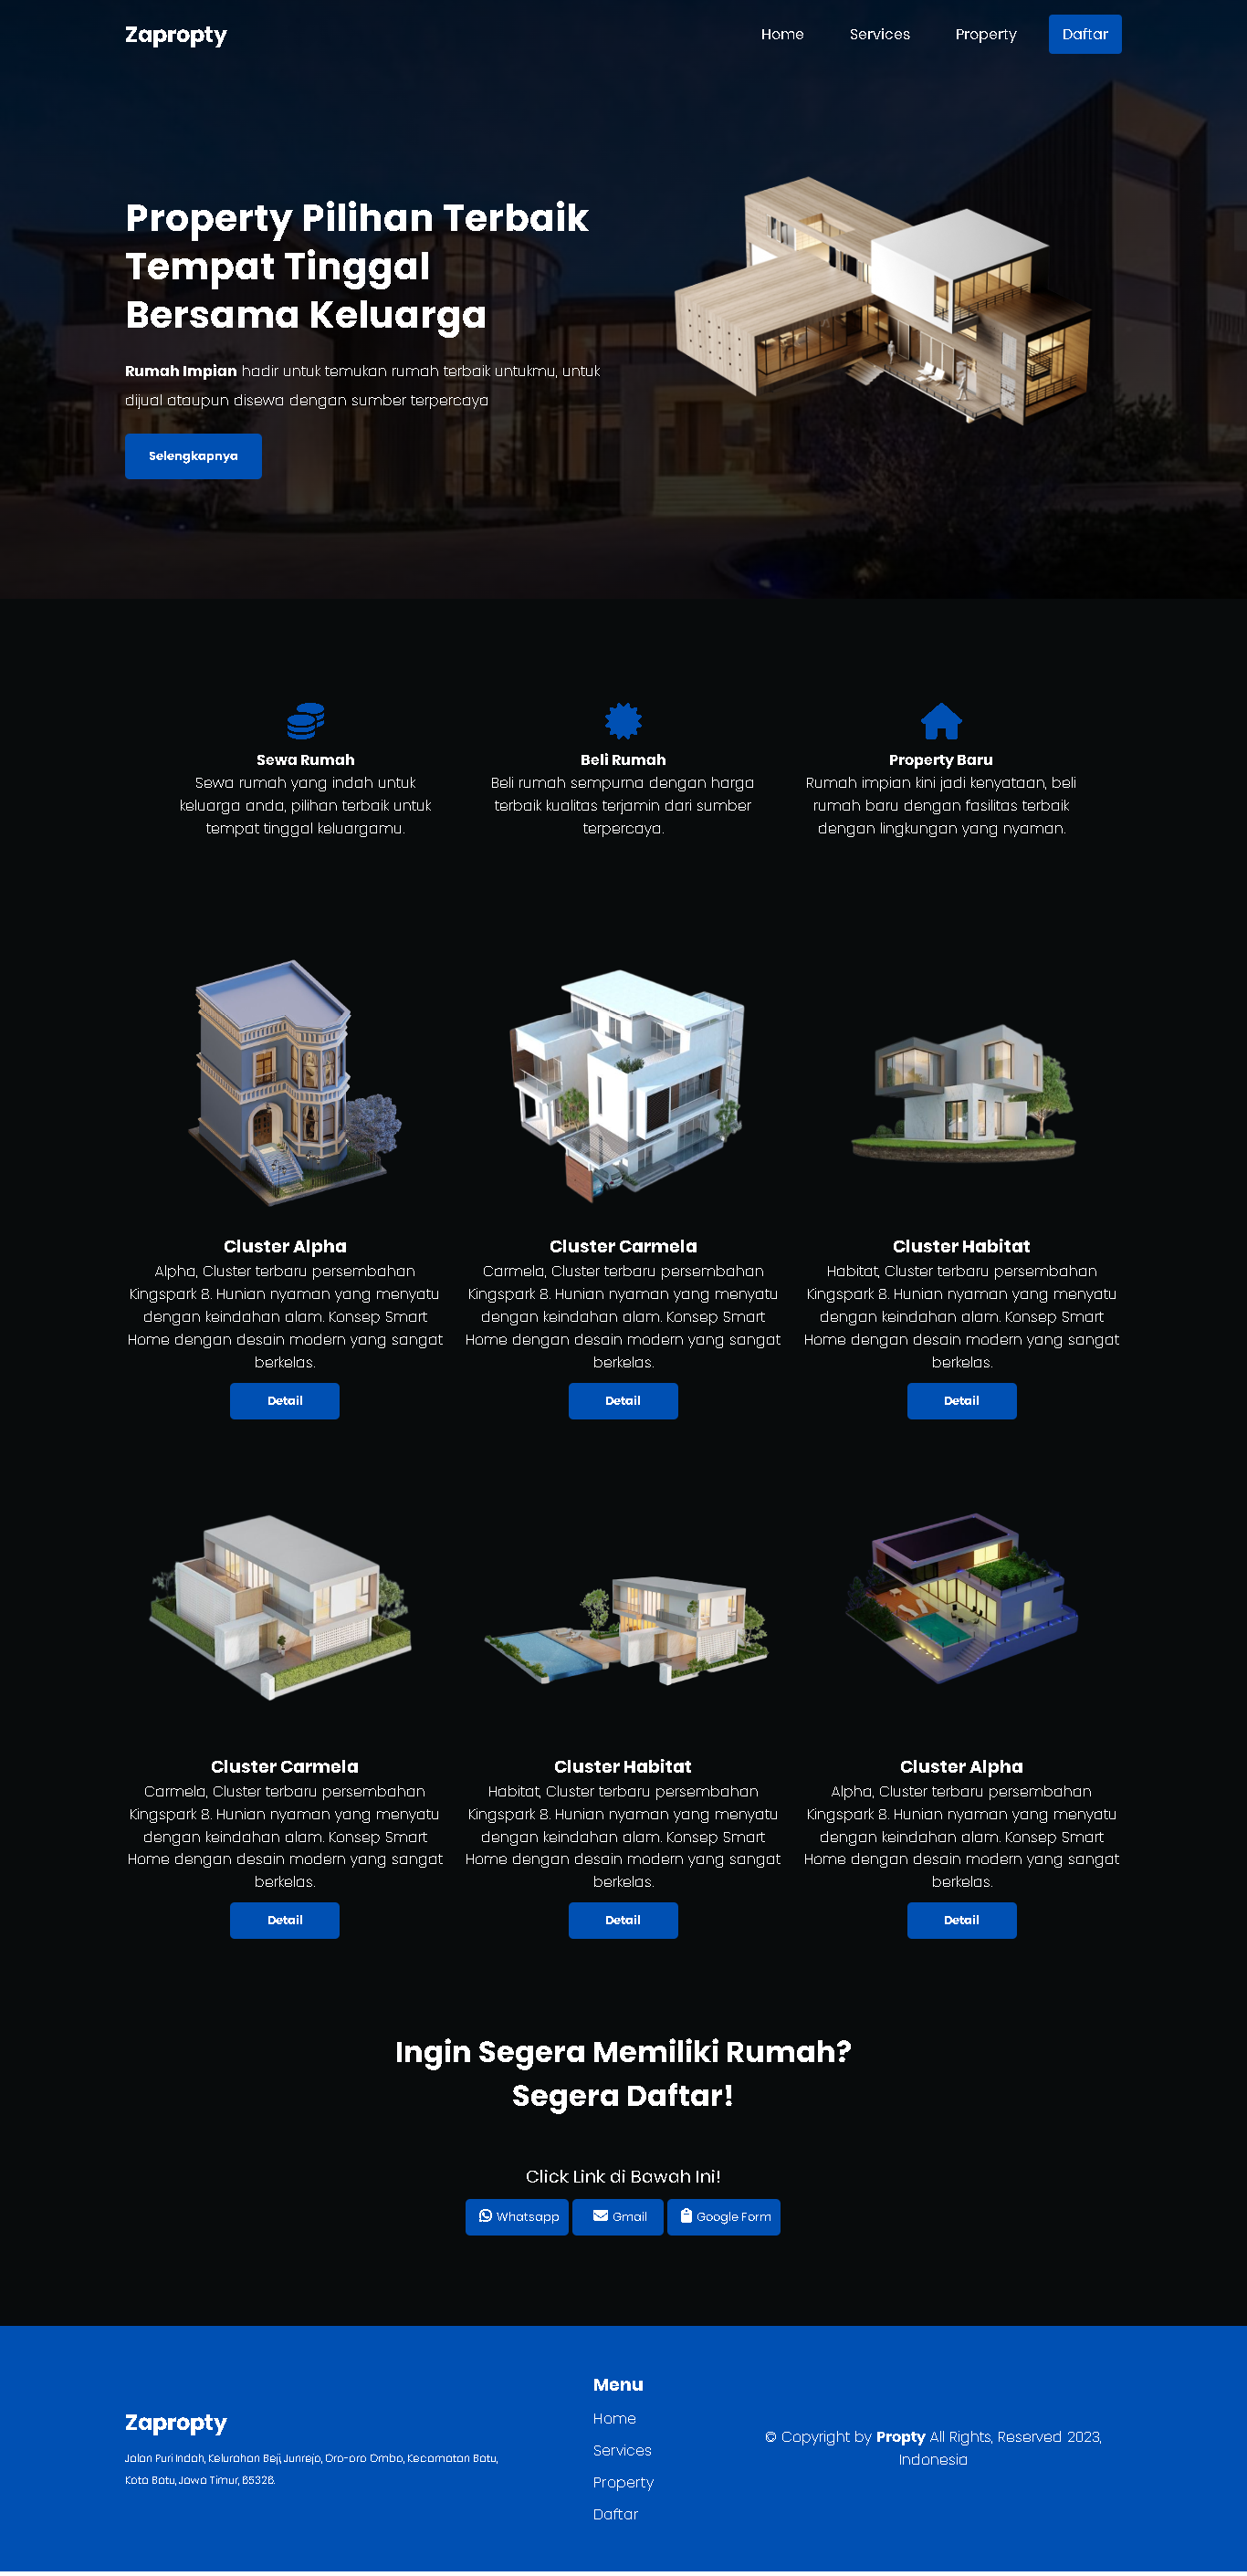 Zapropty
Home
Services
Property
Daftar
Property Pilihan Terbaik
Tempat Tinggal
Bersama Keluarga
Rumah Impian hadir untuk temukan rumah terbaik untukmu, untuk
dijual ataupun disewa dengan sumber terpercaya
Selengkapnya
Sewa Rumah
Sewa rumah yang indah untuk
keluarga anda, pilihan terbaik untuk
tempat tinggal keluargamu.
Beli Rumah
Beli rumah sempurna dengan harga
terbaik kualitas terjamin dari sumber
terpercaya.
Property Baru
Rumah impian kini jadi kenyataan, beli
rumah baru dengan fasilitas terbaik
dengan lingkungan yang nyaman.
Cluster Alpha
Alpha, Cluster terbaru persembahan
Kingspark 8. Hunian nyaman yang menyatu
dengan keindahan alam. Konsep Smart
Home dengan desain modern yang sangat
berkelas.
Detail
Cluster Carmela
Carmela, Cluster terbaru persembahan
Kingspark 8. Hunian nyaman yang menyatu
dengan keindahan alam. Konsep Smart
Home dengan desain modern yang sangat
berkelas.
Detail
Cluster Habitat
Habitat, Cluster terbaru persembahan
Kingspark 8. Hunian nyaman yang menyatu
dengan keindahan alam. Konsep Smart
Home dengan desain modern yang sangat
berkelas.
Detail
Cluster Carmela
Carmela, Cluster terbaru persembahan
Kingspark 8. Hunian nyaman yang menyatu
dengan keindahan alam. Konsep Smart
Home dengan desain modern yang sangat
berkelas.
Detail
Cluster Habitat
Habitat, Cluster terbaru persembahan
Kingspark 8. Hunian nyaman yang menyatu
dengan keindahan alam. Konsep Smart
Home dengan desain modern yang sangat
berkelas.
Detail
Cluster Alpha
Alpha, Cluster terbaru persembahan
Kingspark 8. Hunian nyaman yang menyatu
dengan keindahan alam. Konsep Smart
Home dengan desain modern yang sangat
berkelas.
Detail
Ingin Segera Memiliki Rumah?
Segera Daftar!
Click Link di Bawah Ini!
Whatsapp
Gmail
Google Form
Zapropty
Jalan Puri Indah, Kelurahan Beji, Junrejo, Oro-oro Ombo, Kecamatan Batu,
Kota Batu, Jawa Timur, 65326.
Menu
Home
Services
Property
Daftar
© Copyright by Propty All Rights, Reserved 2023,
Indonesia